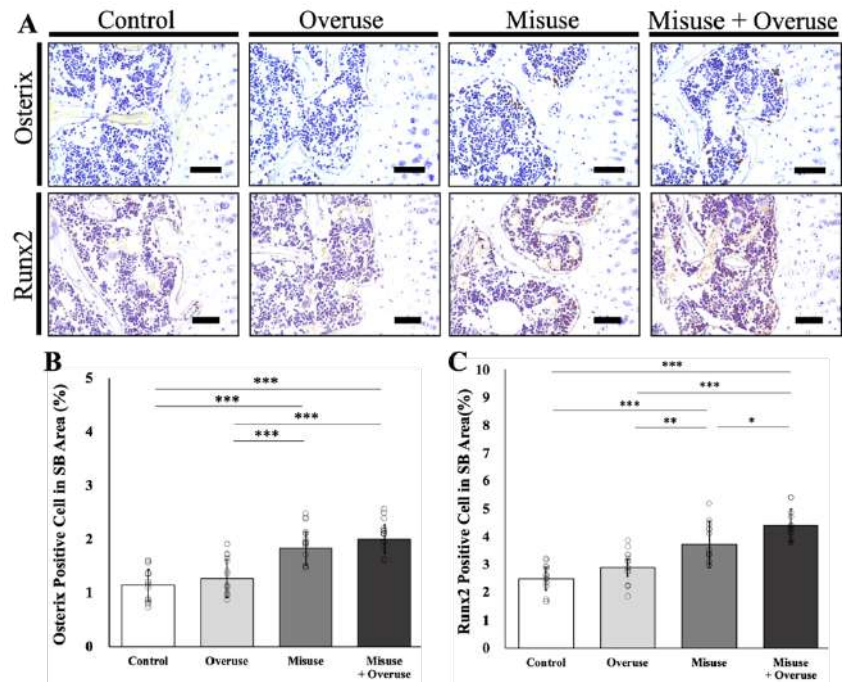 A
Control
Overuse
Misuse
Misuse + Overuse
Osterix
Runx2
B
Osterix Positive Cell in SB Area (%)
5
4
3
2
1
0
***
***
***
***
Control
Overuse
Misuse
Misuse
+ Overuse
C
Runx2 Positive Cell in SB Area(%)
10
9
8
7
6
5
4
3
2
1
0
***
***
***
**
*
Control
Overuse
Misuse
Misuse
+ Overuse